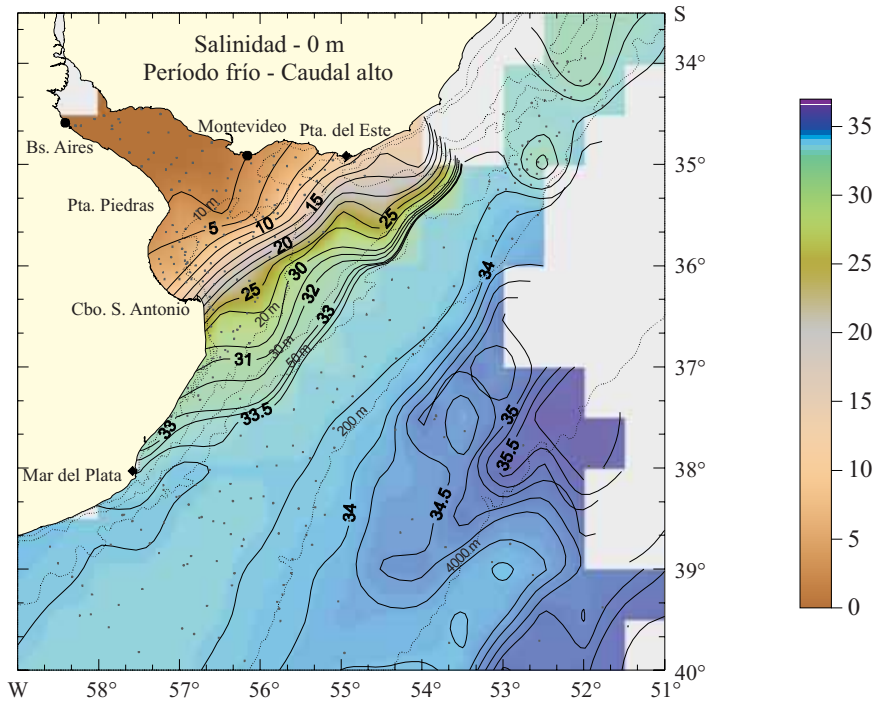 Salinidad - 0 m
Período frío - Caudal alto
S
34°
35°
36°
37°
38°
39°
40°
W
58°
57°
56°
55°
54°
53°
52°
51°
Bs. Aires
Montevideo
Pta. del Este
Pta. Piedras
Cbo. S. Antonio
Mar del Plata
10 m
5
10
15
20
25
25
30
32
33
20 m
30 m
50 m
31
33.5
33
200 m
34
34
34.5
35
35.5
4000 m
35
30
25
20
15
10
5
0